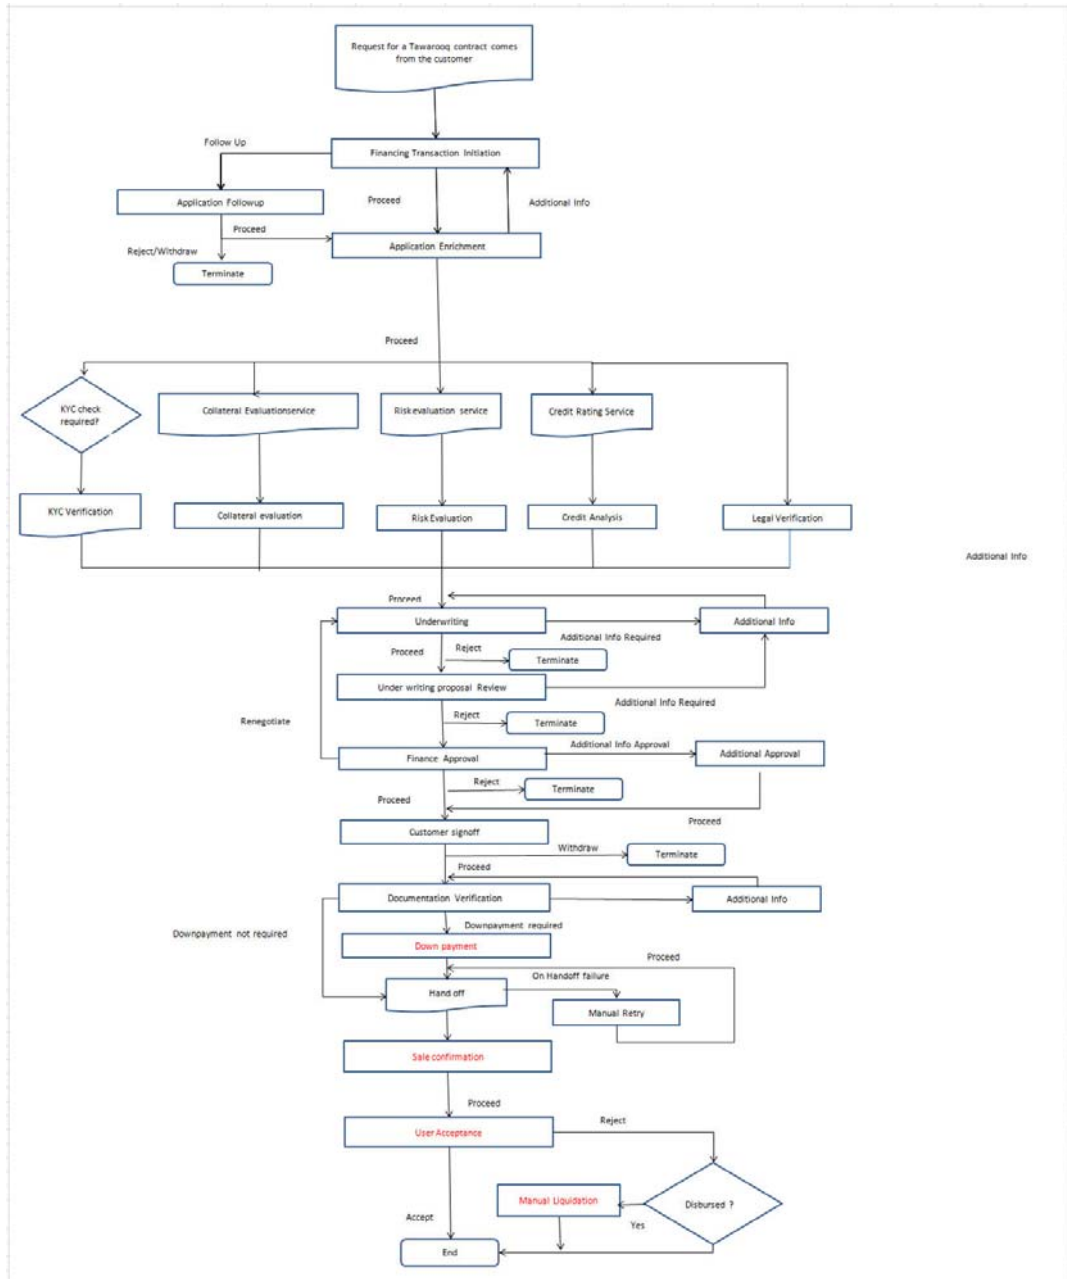 Request for a Tawarooq contract comes
from the customer
Follow Up
Financing Transaction Initiation
Proceed
Additional Info
Application Followup
Proceed
Application Enrichment
Reject/Withdraw
Terminate
Proceed
KYC check
required?
Collateral Evaluationservice
Riskevaluation service
Credit Rating Service
KYC Verification
Collateral evaluation
Risk Evaluation
Credit Analysis
Legal Verification
Additional Info
Proceed
Underwriting
Additional Info
Additional Info Required
Proceed
Reject
Terminate
Under writing proposal Review
Additional Info Required
Renegotiate
Reject
Terminate
Additional Info Approval
Finance Approval
Additional Approval
Reject
Terminate
Proceed
Proceed
Customer signoff
Withdraw
Terminate
Proceed
Documentation Verification
Additional Info
Downpayment required
Downpayment not required
Down payment
Proceed
On Handoff failure
Hand off
Manual Retry
Sale confirmation
Proceed
User Acceptance
Reject
Manual Liquidation
Disbursed ?
Yes
Accept
End